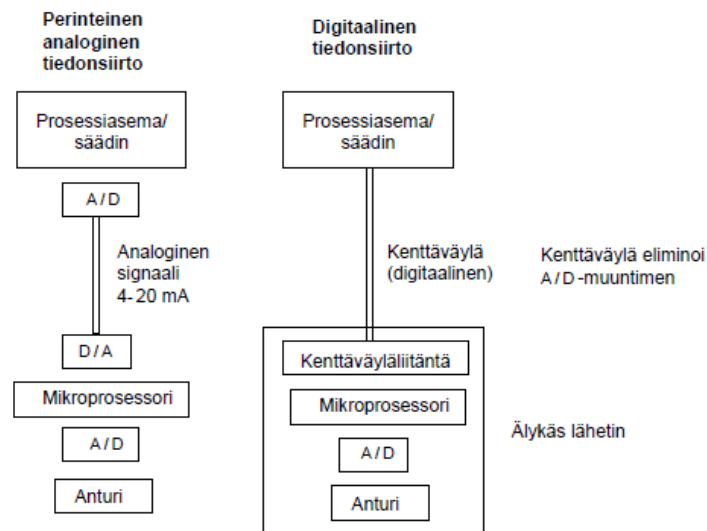 Perinteinen
analoginen
tiedonsiirto
Prosessiasema/
säädin
A/D
Analoginen
signaali
4-20 mA
D/A
Mikroprosessori
A/D
Anturi
Digitaalinen
tiedonsiirto
Prosessiasema/
säädin
Kenttäväylä
(digitaalinen)
Kenttäväyläliitäntä
Mikroprosessori
A/D
Anturi
Kenttäväylä eliminoi
A/D-muuntimen
Älykäs lähetin